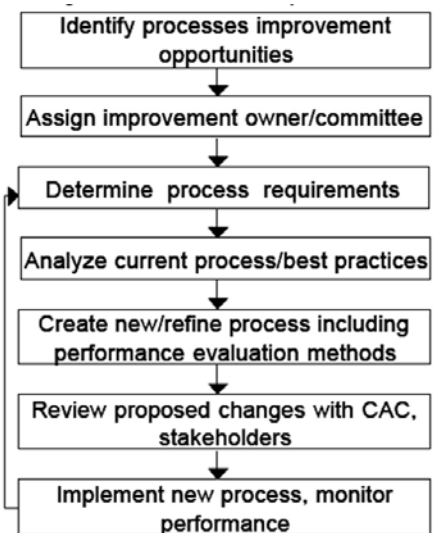 Identify processes improvement
opportunities
Assign improvement owner/committee
Determine process requirements
Analyze current process/best practices
Create new/refine process including
performance evaluation methods
Review proposed changes with CAC,
stakeholders
Implement new process, monitor
performance